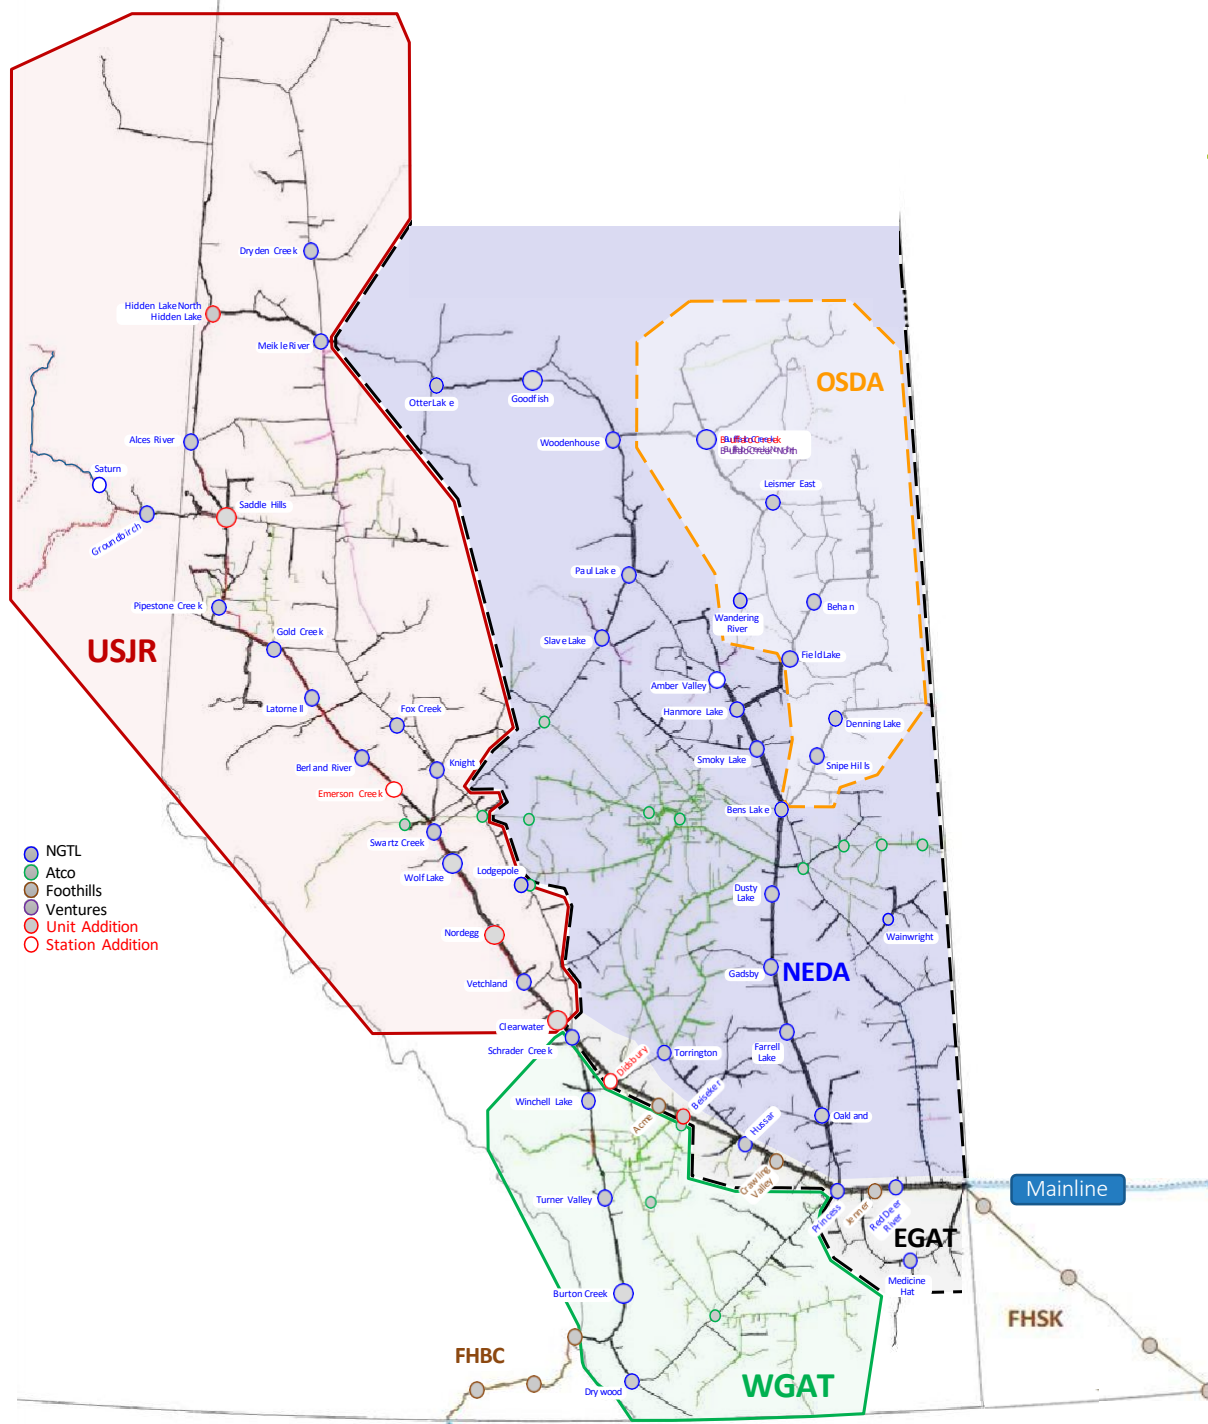 Dryden Creek
Hidden Lake North
Hidden Lake
Meikle River
OSDA
Otter Lake
Goodfish
Alces River
Woodenhouse
Buffalo Creek
Buffalo Creek North
Saturn
Leismer East
Saddle Hills
Groundbirch
Paul Lake
Pipestone Creek
Wandering
River
Behan
Gold Creek
Slave Lake
USJR
Field Lake
Amber Valley
Latornell
Fox Creek
Hanmore Lake
Denning Lake
Smoky Lake
Berland River
Knight
Snipe Hills
Emerson Creek
Bens Lake
Swartz Creek
NGTL
Atco
Foothills
Ventures
Unit Addition
Station Addition
Wolf Lake
Lodgepole
Dusty
Lake
Nordegg
Wainwright
Vetchland
Gadsby
NEDA
Clearwater
Schrader Creek
Didsbury
Torrington
Farrell
Lake
Winchell Lake
Acme
Beiseker
Hussar
Oakland
Crawling
Valley
Turner Valley
Princess
Jenner
Red Deer
River
Mainline
EGAT
Medicine
Hat
Burton Creek
FHSK
FHBC
WGAT
Drywood